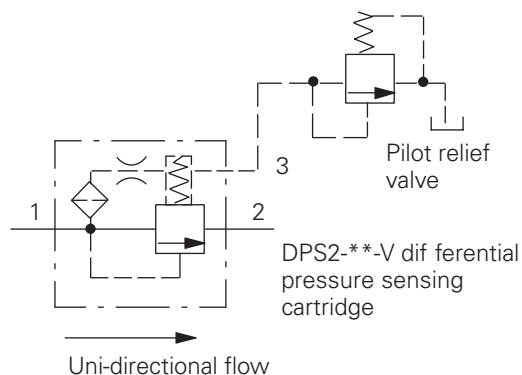 Pilot relief
valve
3
1
2
DPS2-**-V dif ferential
pressure sensing
cartridge
Uni-directional flow